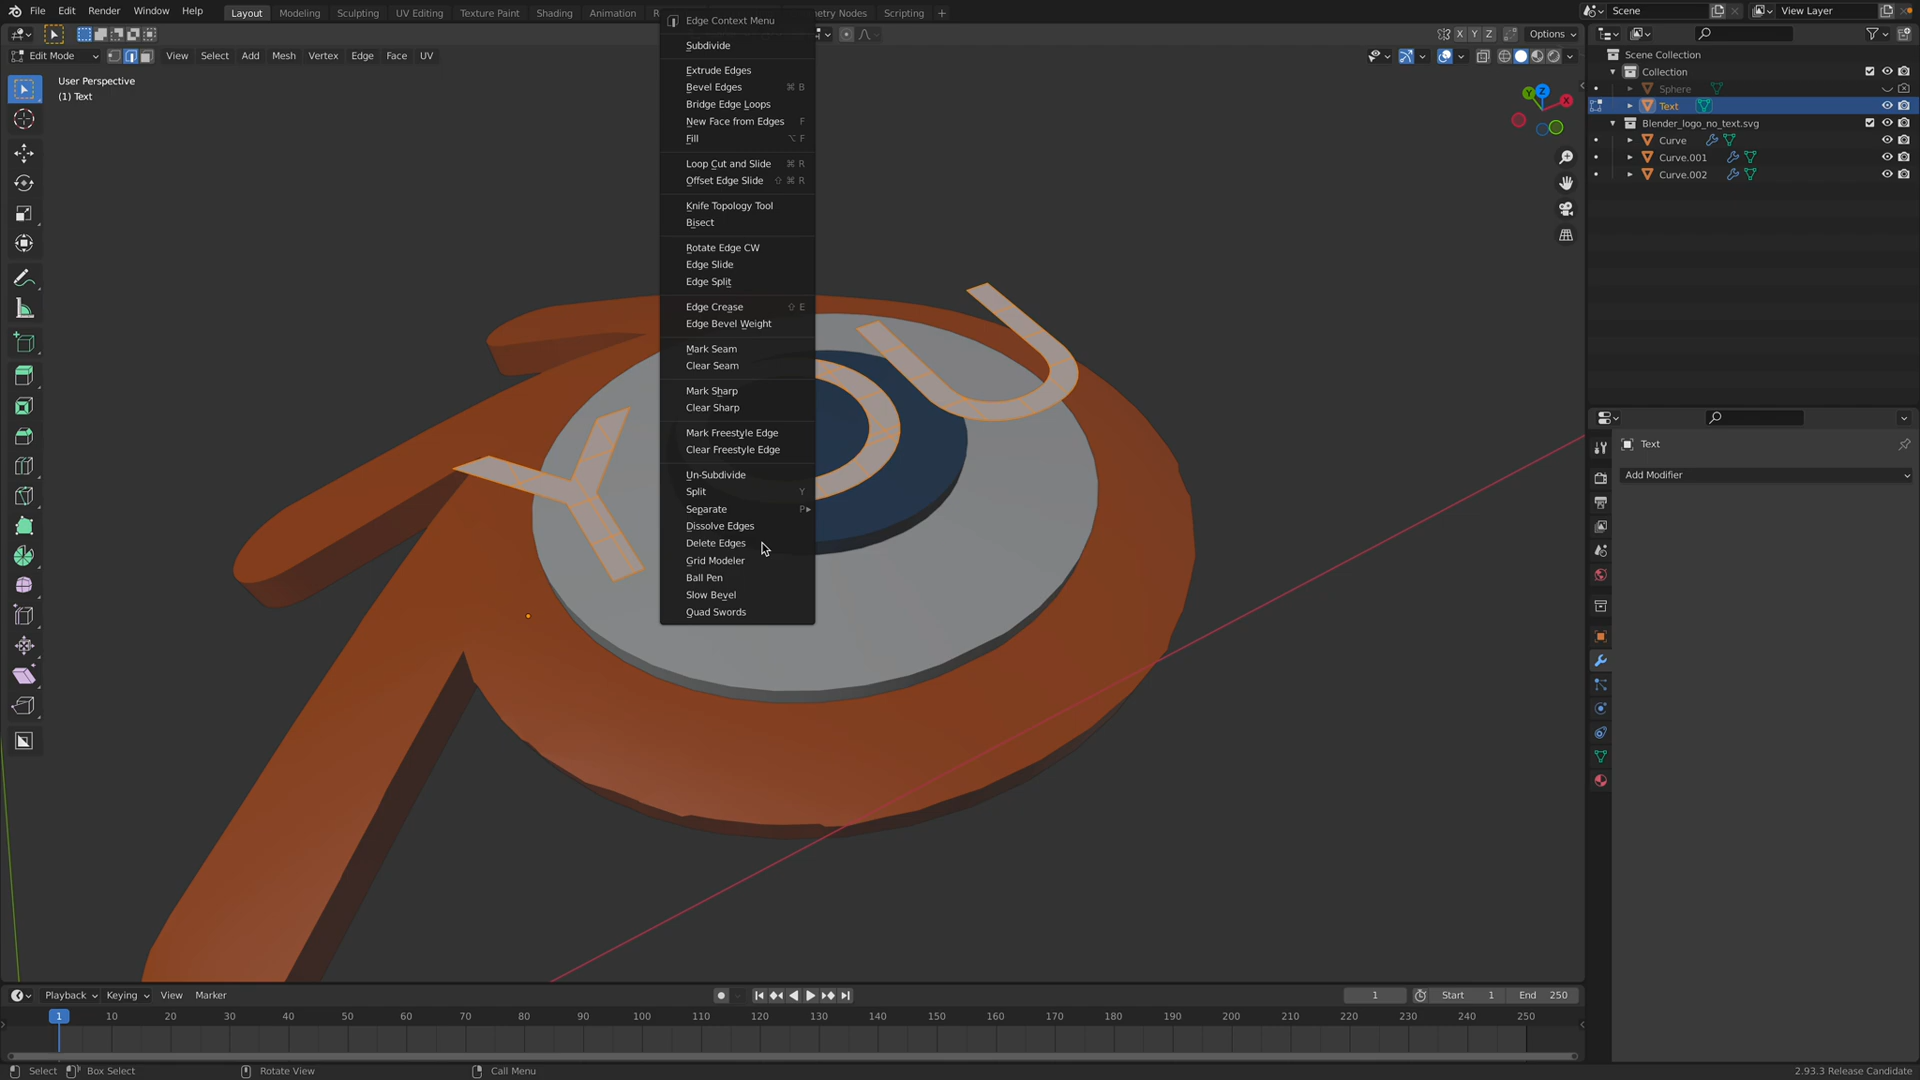 File Edit Render Window Help Layout Modeling Sculpting UV Editing Texture Paint Shading Animation R metry Nodes Scripting Scene View Layer
X Y Z Options
Edit Mode View Select Add Mesh Vertex Edge Face UV
User Perspective
(1) Text
Edge Context Menu
Subdivide
Extrude Edges
Bevel Edges ⌘ B
Bridge Edge Loops
New Face from Edges F
Fill ⌥ F
Loop Cut and Slide ⌘ R
Offset Edge Slide ⇧ ⌘ R
Knife Topology Tool
Bisect
Rotate Edge CW
Edge Slide
Edge Split
Edge Crease ⇧ E
Edge Bevel Weight
Mark Seam
Clear Seam
Mark Sharp
Clear Sharp
Mark Freestyle Edge
Clear Freestyle Edge
Un-Subdivide
Split Y
Separate P
Dissolve Edges
Delete Edges
Grid Modeler
Ball Pen
Slow Bevel
Quad Swords
YOU
Y Z X
Scene Collection
Collection
Sphere
Text
Blender_logo_no_text.svg
Curve
Curve.001
Curve.002
Text
Add Modifier
Playback Keying View Marker 1 Start 1 End 250
1 10 20 30 40 50 60 70 80 90 100 110 120 130 140 150 160 170 180 190 200 210 220 230 240 250
Select Box Select Rotate View Call Menu 2.93.3 Release Candidate